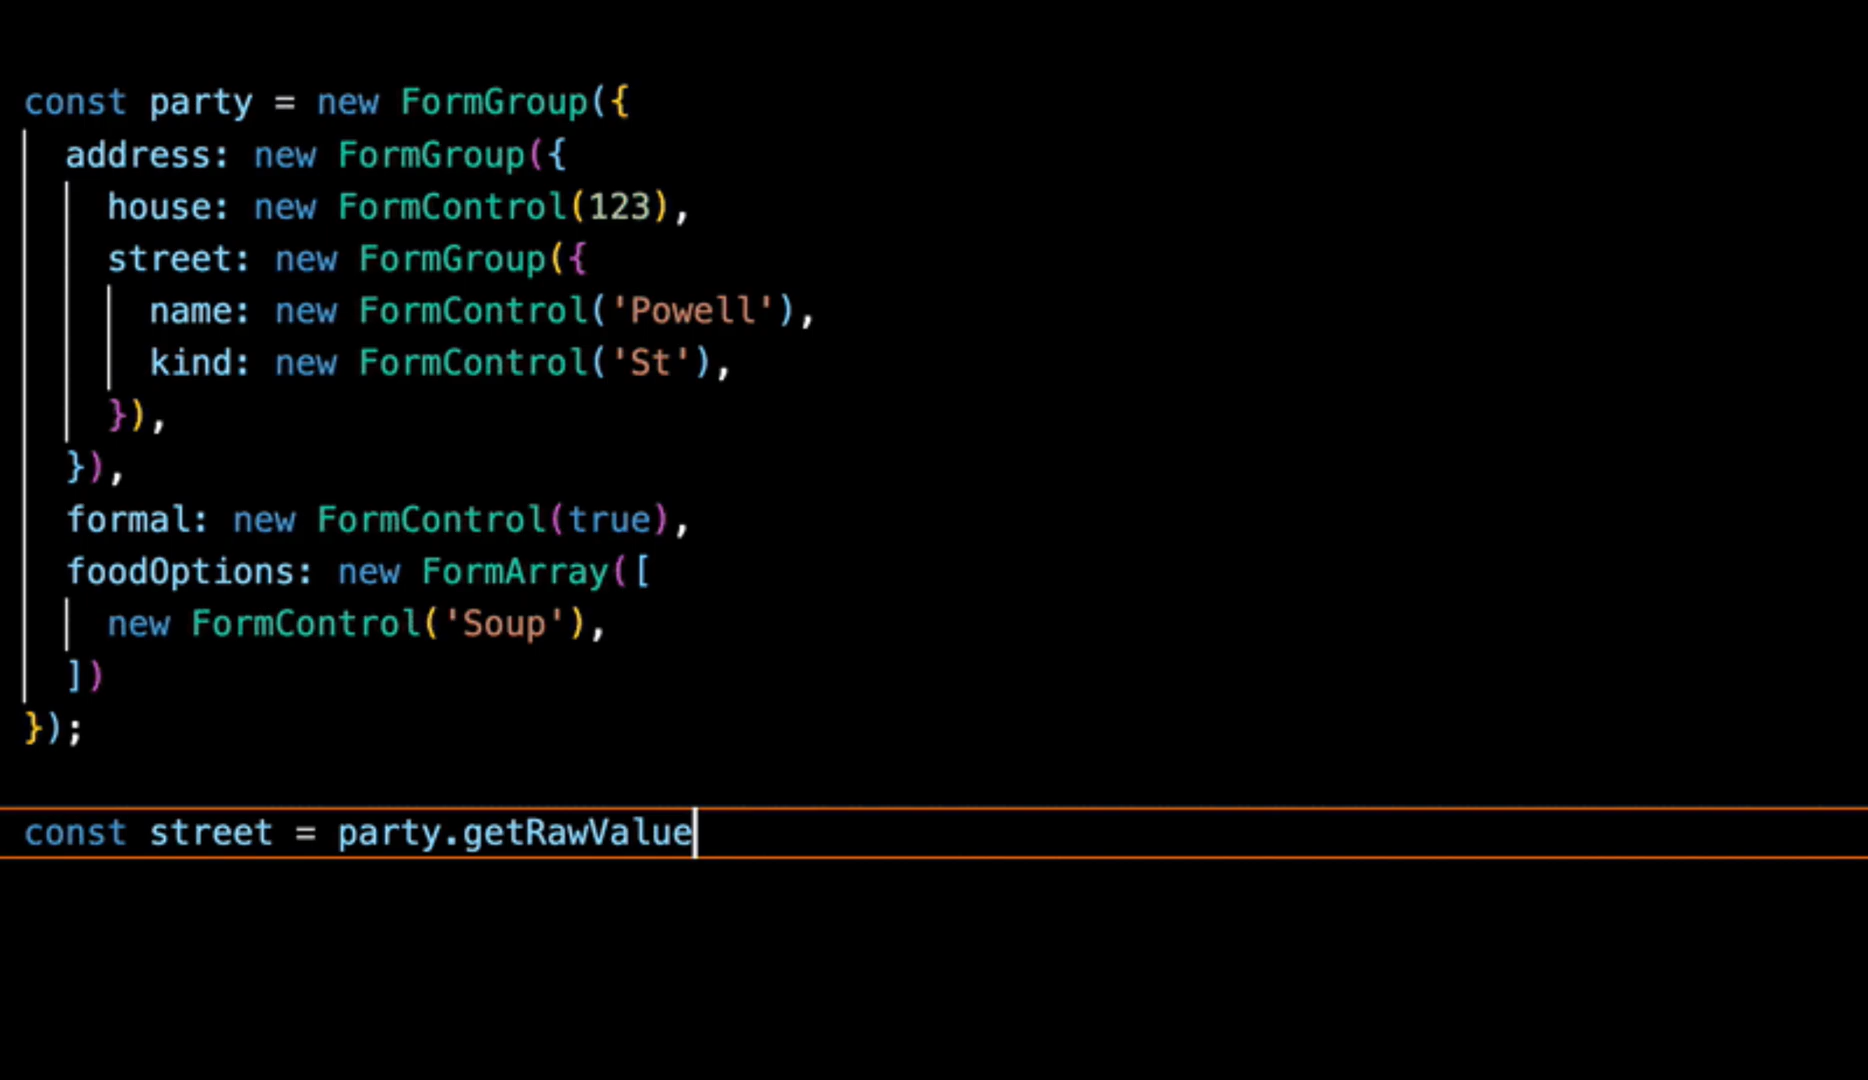 const party = new FormGroup({
  address: new FormGroup({
    house: new FormControl(123),
    street: new FormGroup({
      name: new FormControl('Powell'),
      kind: new FormControl('St'),
    }),
  }),
  formal: new FormControl(true),
  foodOptions: new FormArray([
    new FormControl('Soup'),
  ])
});
const street = party.getRawValue